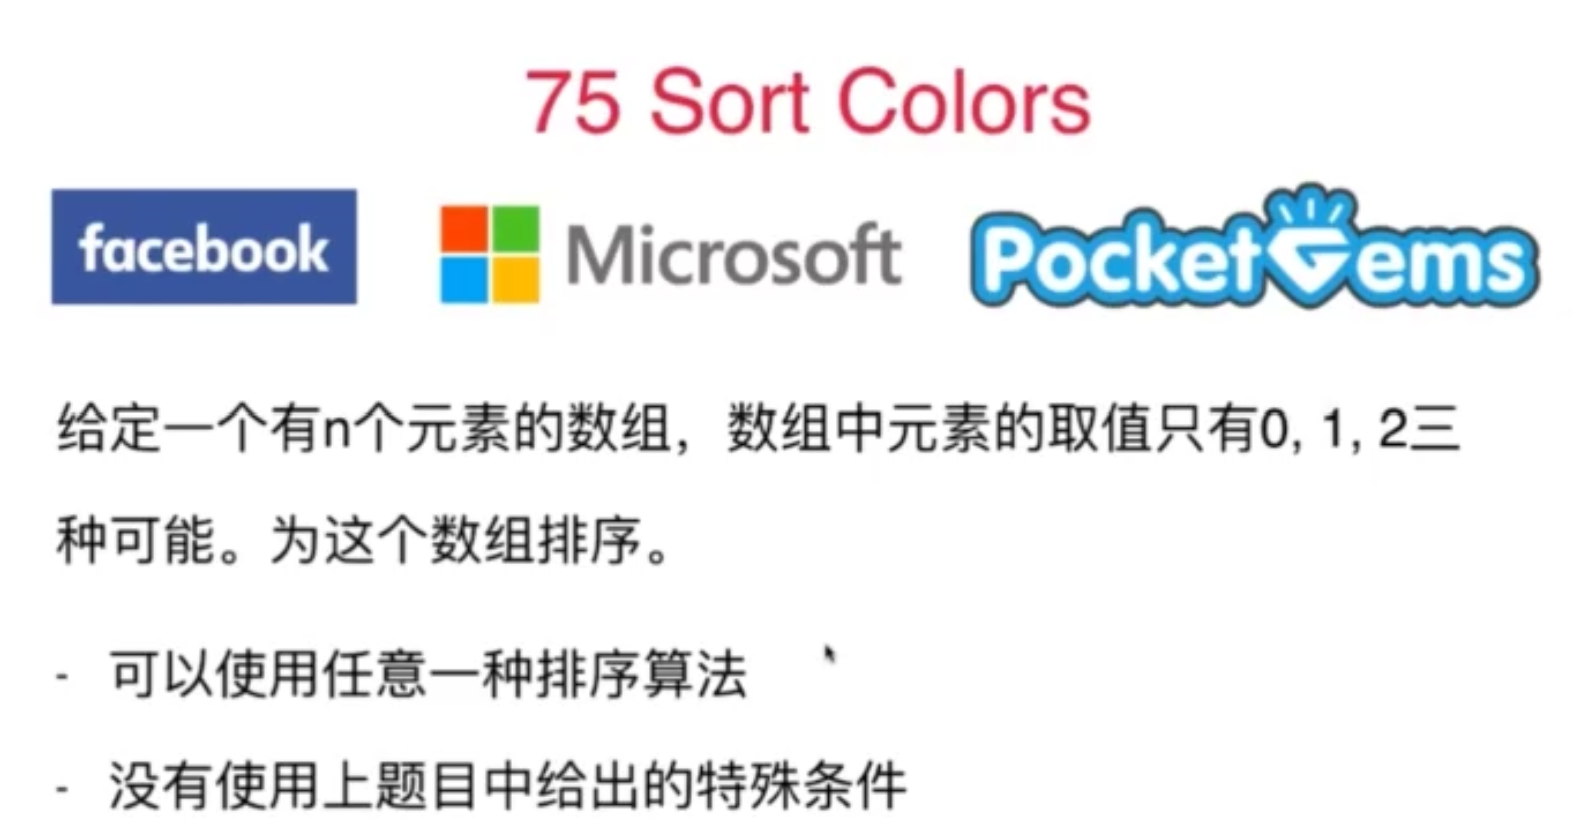 75 Sort Colors
facebook Microsoft PocketGems
给定一个有n个元素的数组，数组中元素的取值只有0, 1, 2三
种可能。为这个数组排序。
- 可以使用任意一种排序算法
- 没有使用上题目中给出的特殊条件